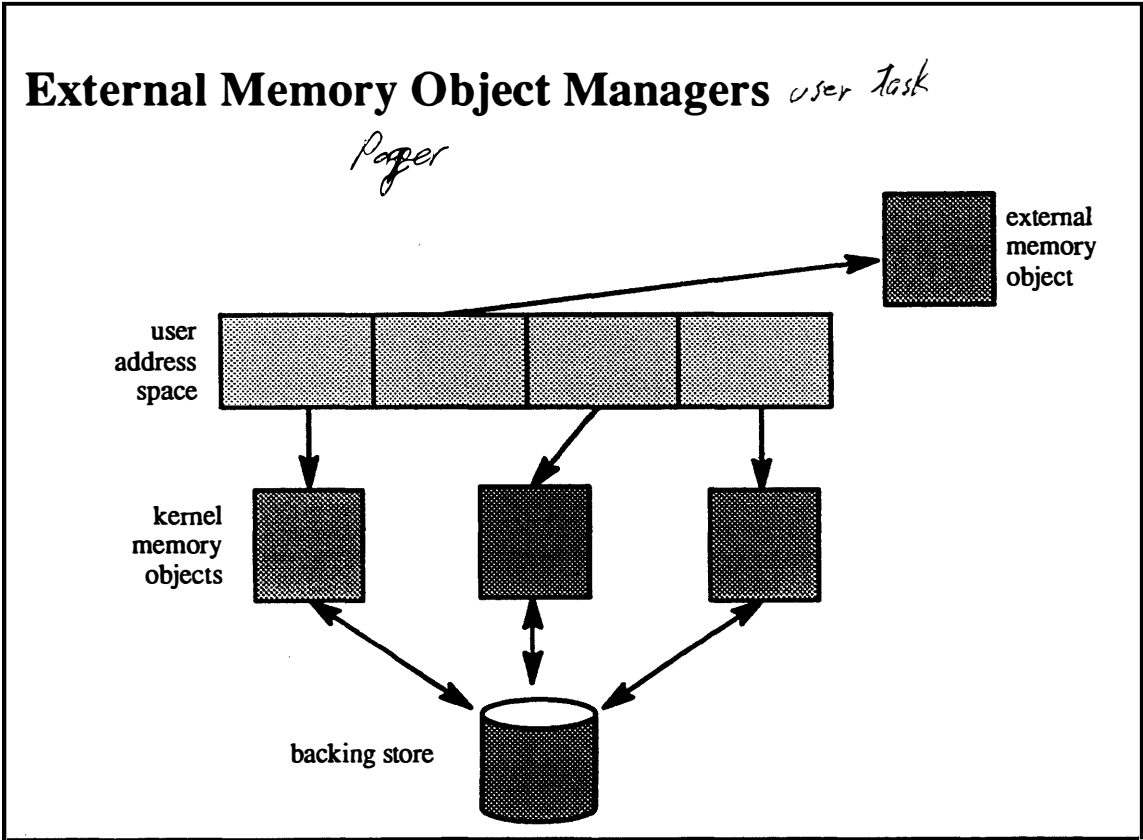 External Memory Object Managers user task
Pager
external
memory
object
user
address
space
kernel
memory
objects
backing store